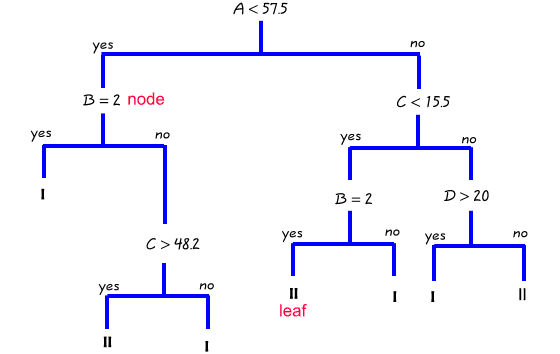 A < 57.5
yes
no
B = 2 node
C < 15.5
yes
no
yes
no
I
B = 2
D > 20
C > 48.2
yes
no
yes
no
yes
no
II
I
I
II
leaf
II
I